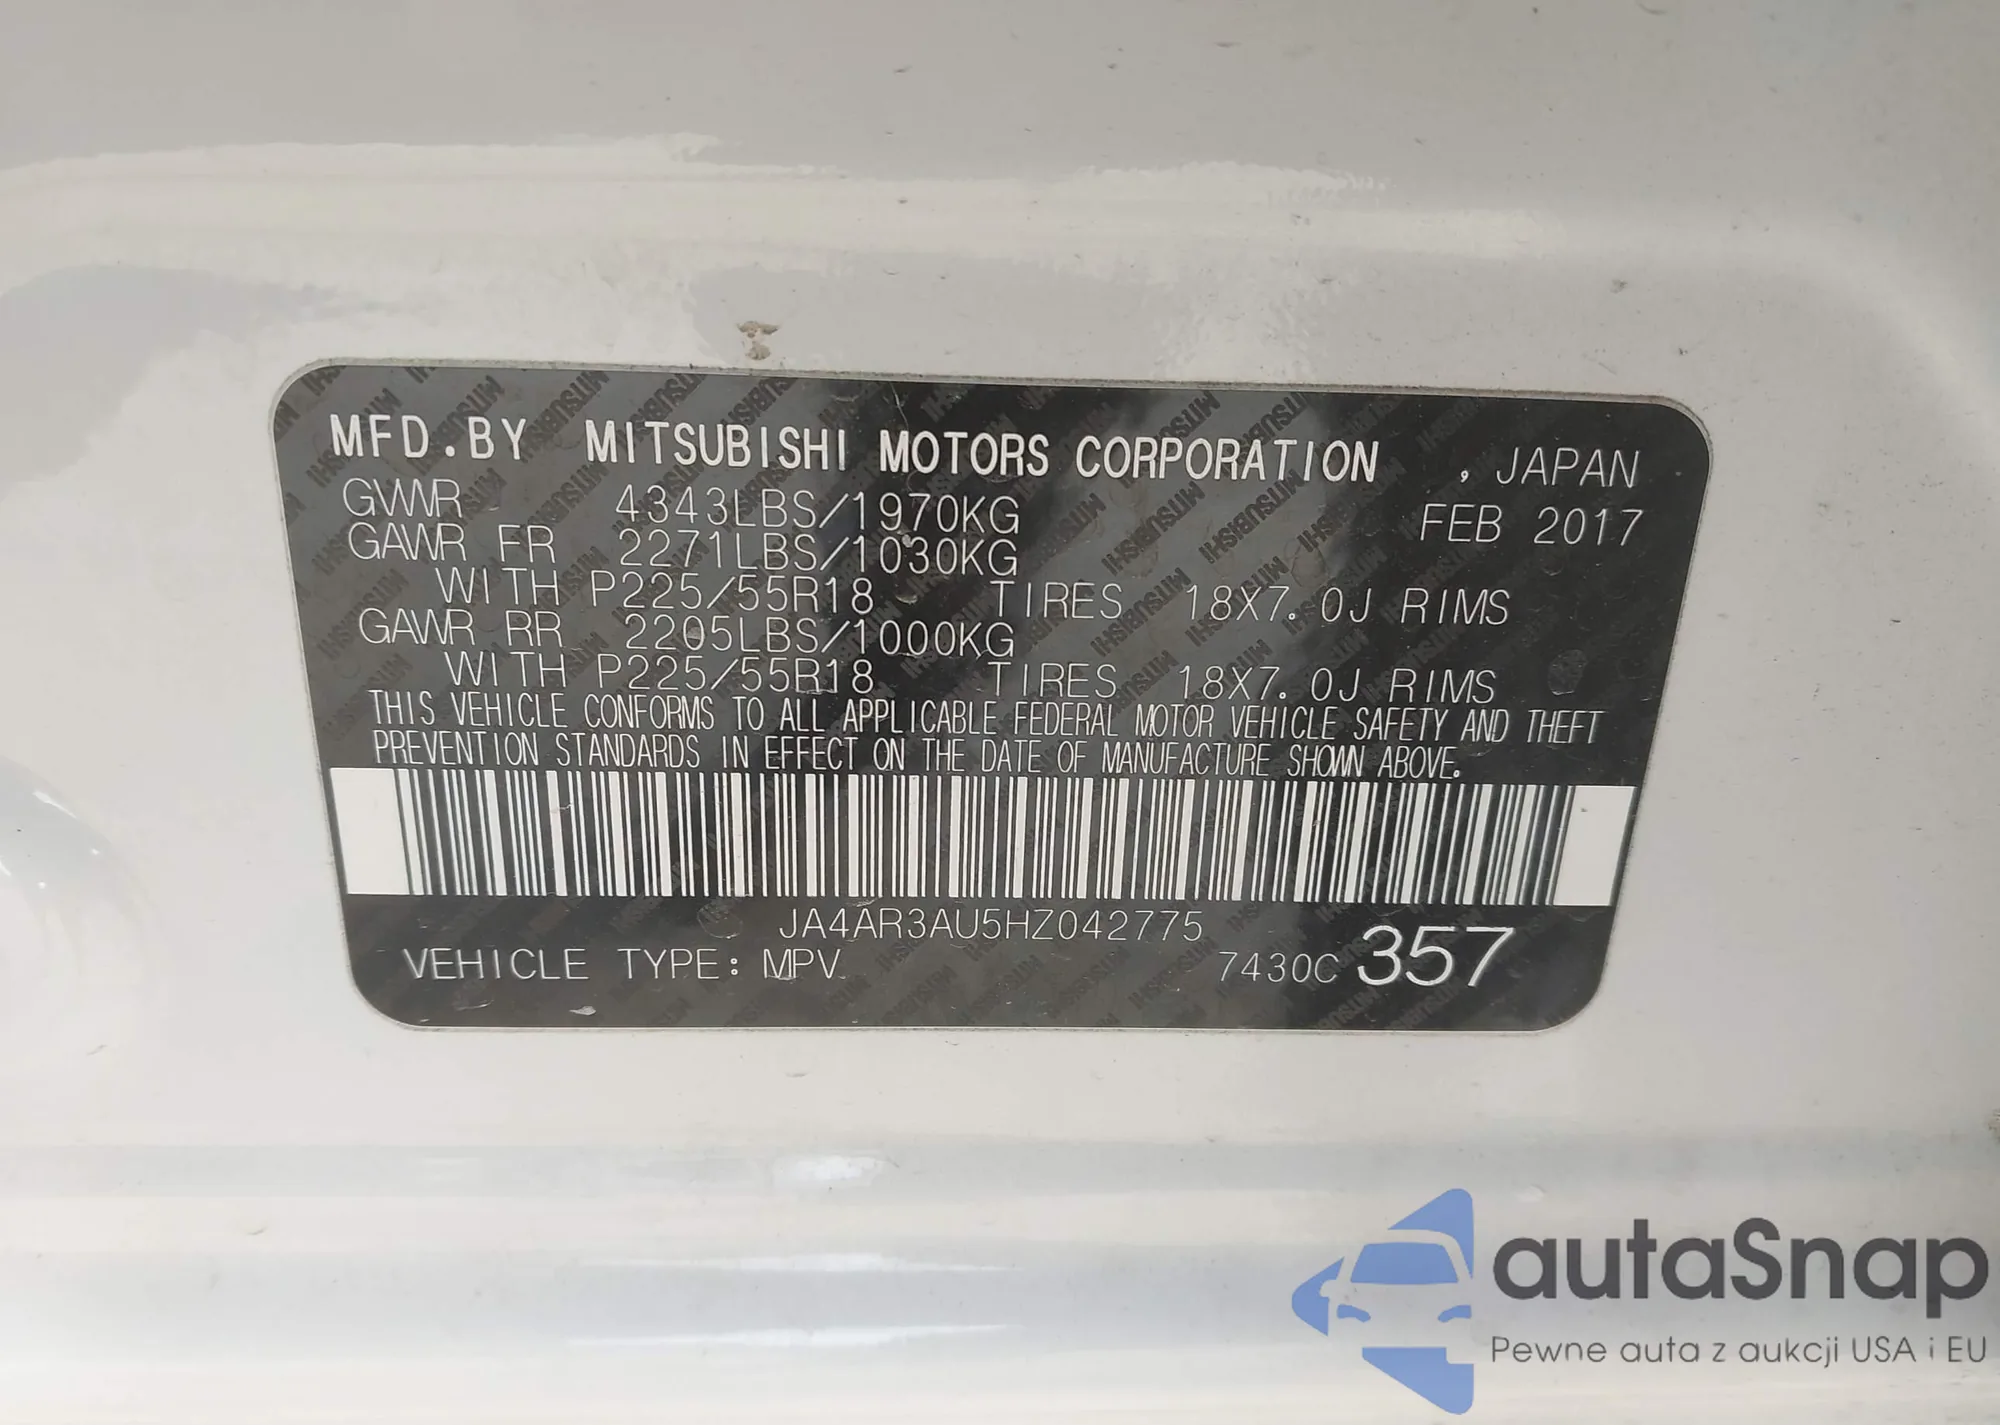 MFD.BY MITSUBISHI MOTORS CORPORATION , JAPAN
GVWR 4343LBS/1970KG FEB 2017
GAWR FR 2271LBS/1030KG
WITH P225/55R18 TIRES 18X7.0J RIMS
GAWR RR 2205LBS/1000KG
WITH P225/55R18 TIRES 18X7.0J RIMS
THIS VEHICLE CONFORMS TO ALL APPLICABLE FEDERAL MOTOR VEHICLE SAFETY AND THEFT
PREVENTION STANDARDS IN EFFECT ON THE DATE OF MANUFACTURE SHOWN ABOVE.
JA4AR3AU5HZ042775
VEHICLE TYPE: MPV 7430C 357
autaSnap
Pewne auta z aukcji USA i EU